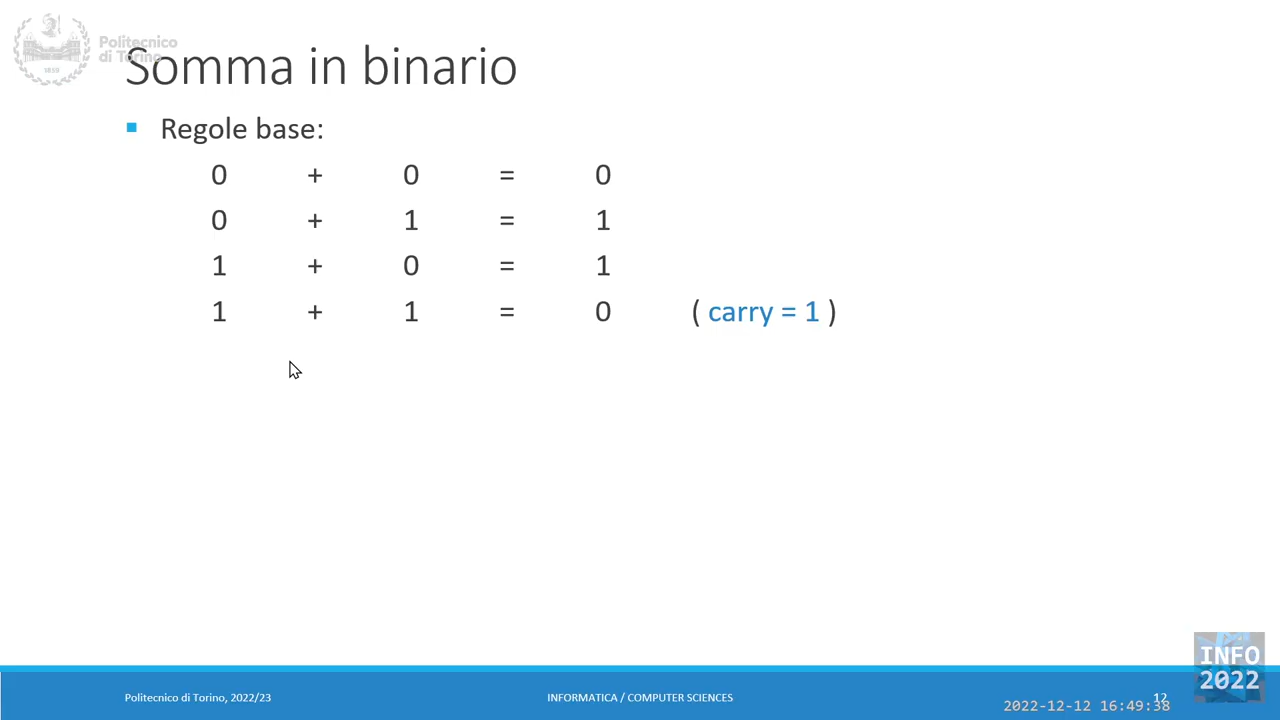 Politecnico
di Torino
1859
Somma in binario
Regole base:
0 + 0 = 0
0 + 1 = 1
1 + 0 = 1
1 + 1 = 0 ( carry = 1 )
INFO
2022
Politecnico di Torino, 2022/23
INFORMATICA / COMPUTER SCIENCES
12
2022-12-12 16:49:38